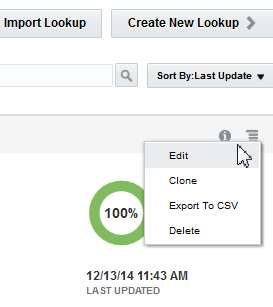 Import Lookup
Create New Lookup
Sort By:Last Update
Edit
Clone
Export To CSV
Delete
100%
12/13/14 11:43 AM
LAST UPDATED